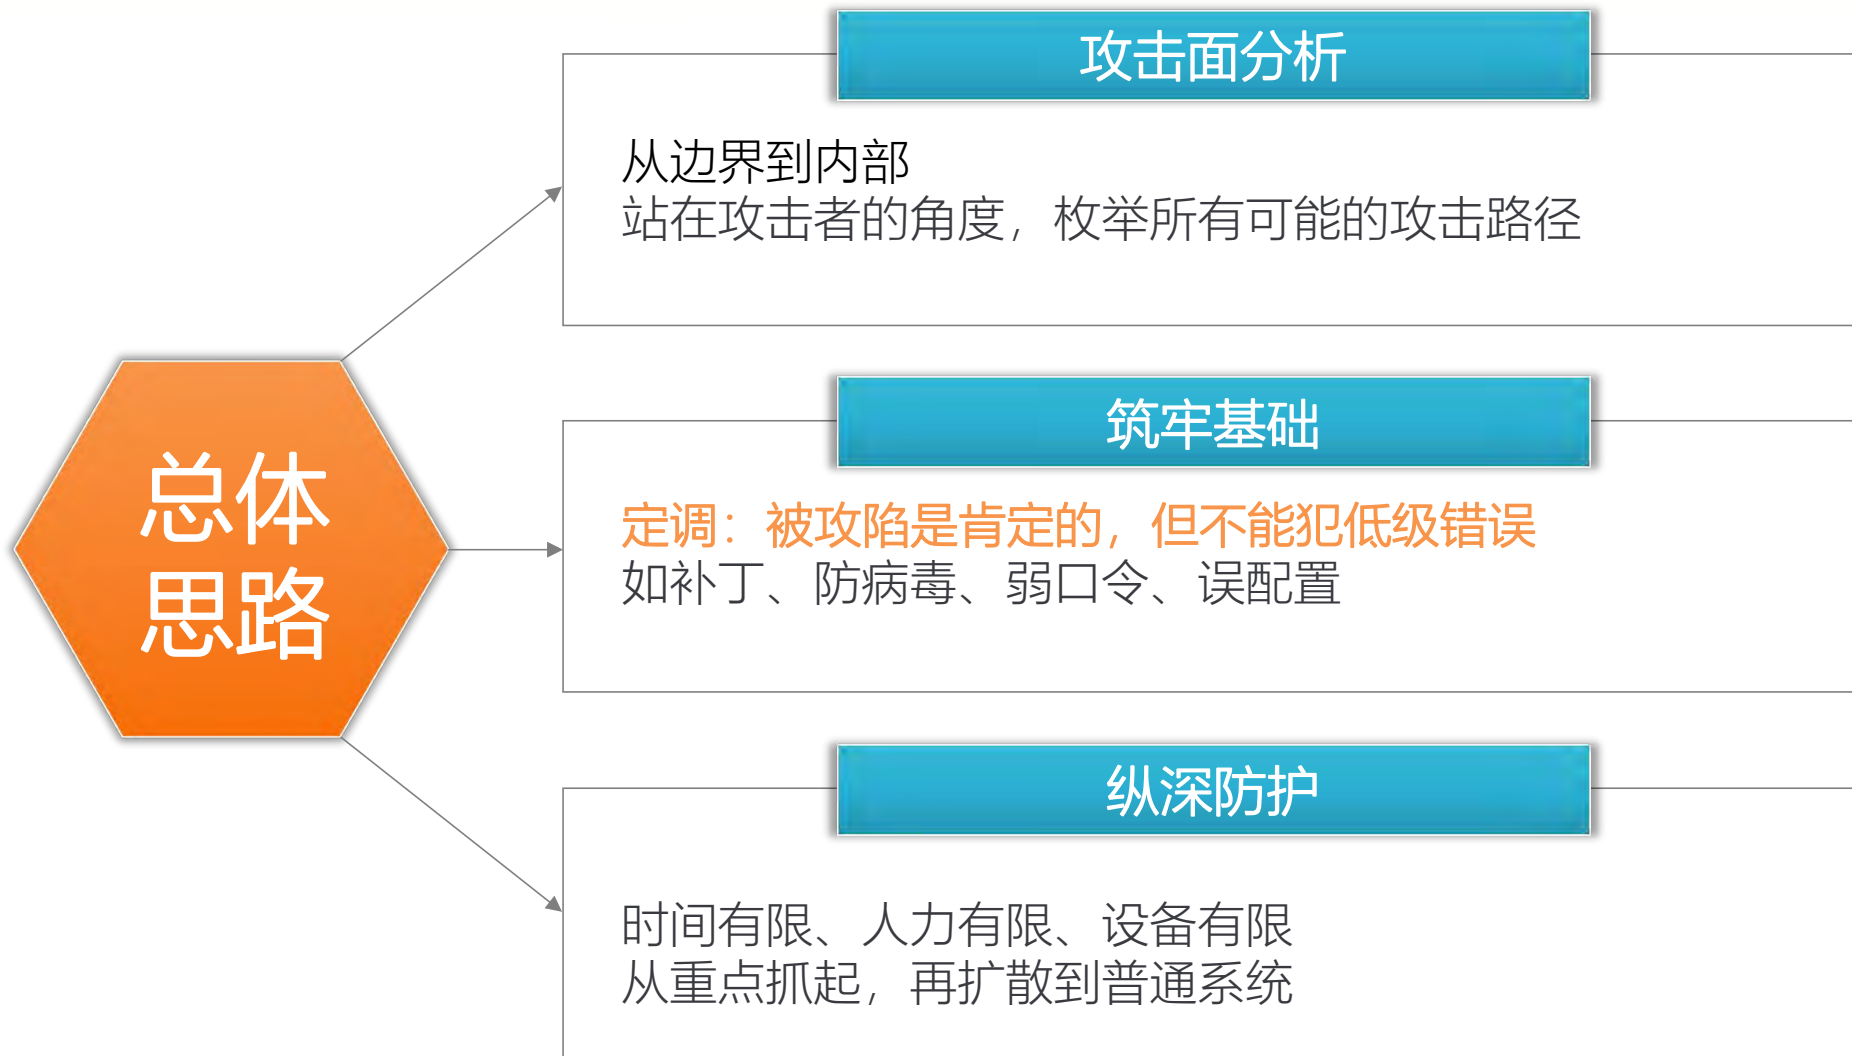 总体
思路
攻击面分析
从边界到内部
站在攻击者的角度，枚举所有可能的攻击路径
筑牢基础
定调：被攻陷是肯定的，但不能犯低级错误
如补丁、防病毒、弱口令、误配置
纵深防护
时间有限、人力有限、设备有限
从重点抓起，再扩散到普通系统